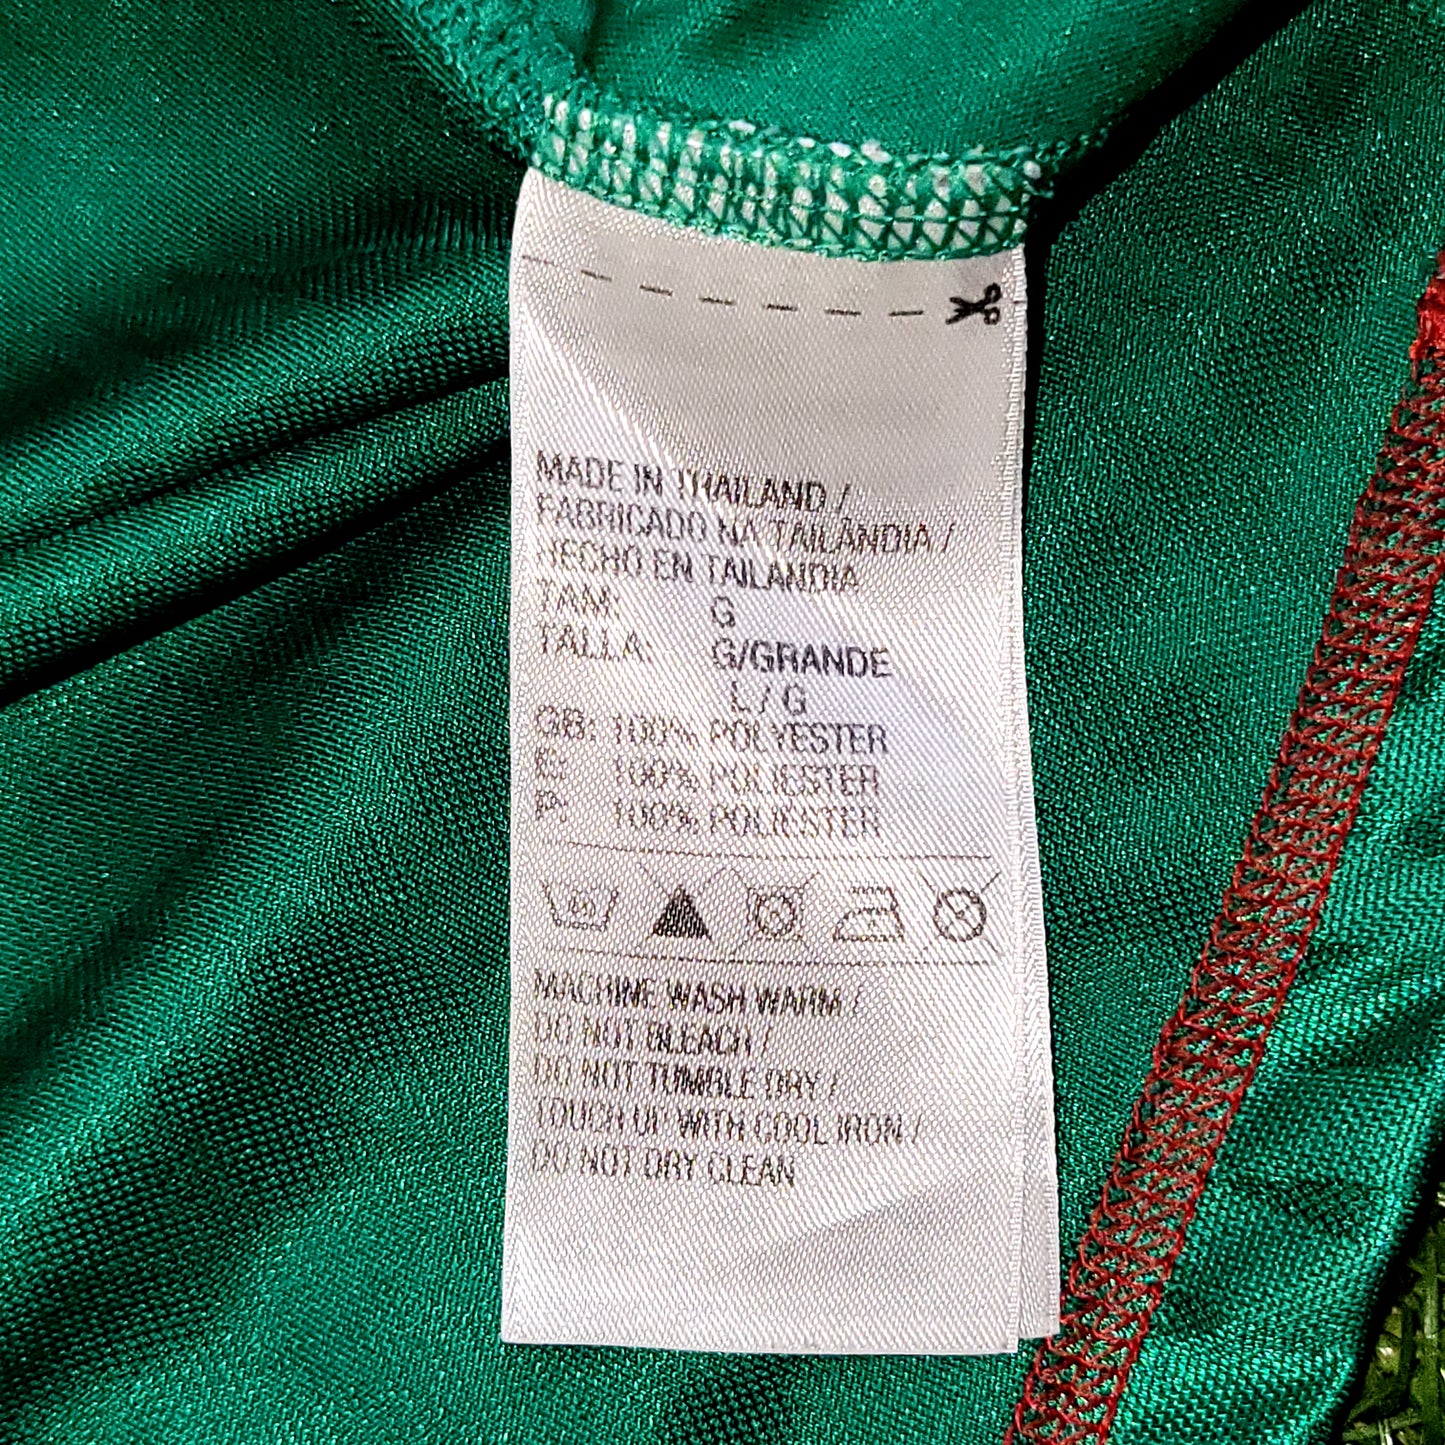 MADE IN THAILAND /
FABRICADO NA TAILÂNDIA /
HECHO EN TAILANDIA
TAM: G
TALLA: G/GRANDE
L / G
GB: 100% POLYESTER
E: 100% POLIESTER
P: 100% POLIESTER
MACHINE WASH WARM /
DO NOT BLEACH /
DO NOT TUMBLE DRY /
TOUCH UP WITH COOL IRON /
DO NOT DRY CLEAN